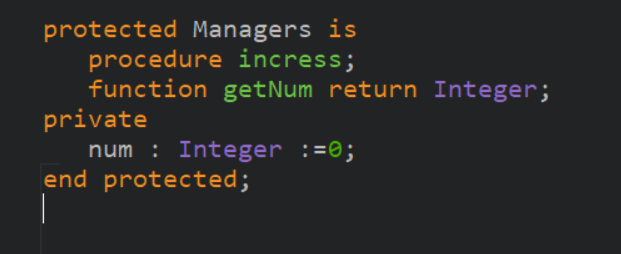 protected Managers is
procedure incress;
function getNum return Integer;
private
num : Integer :=0;
end protected;